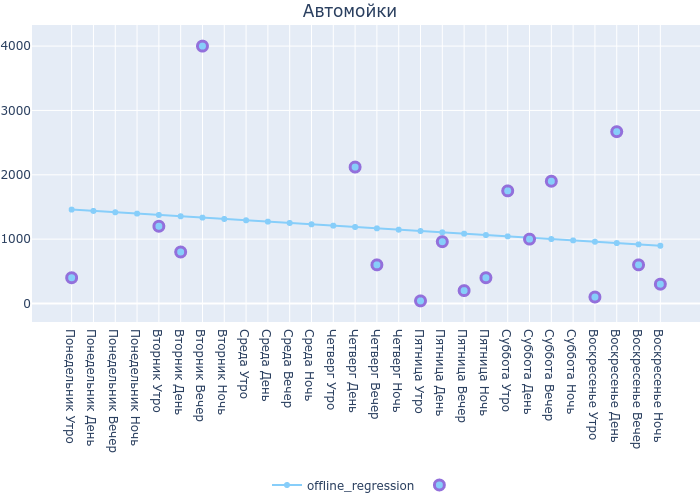 Автомойки
4000
3000
2000
1000
0
Понедельник Утро
Понедельник День
Понедельник Вечер
Понедельник Ночь
Вторник Утро
Вторник День
Вторник Вечер
Вторник Ночь
Среда Утро
Среда День
Среда Вечер
Среда Ночь
Четверг Утро
Четверг День
Четверг Вечер
Четверг Ночь
Пятница Утро
Пятница День
Пятница Вечер
Пятница Ночь
Суббота Утро
Суббота День
Суббота Вечер
Суббота Ночь
Воскресенье Утро
Воскресенье День
Воскресенье Вечер
Воскресенье Ночь
offline_regression